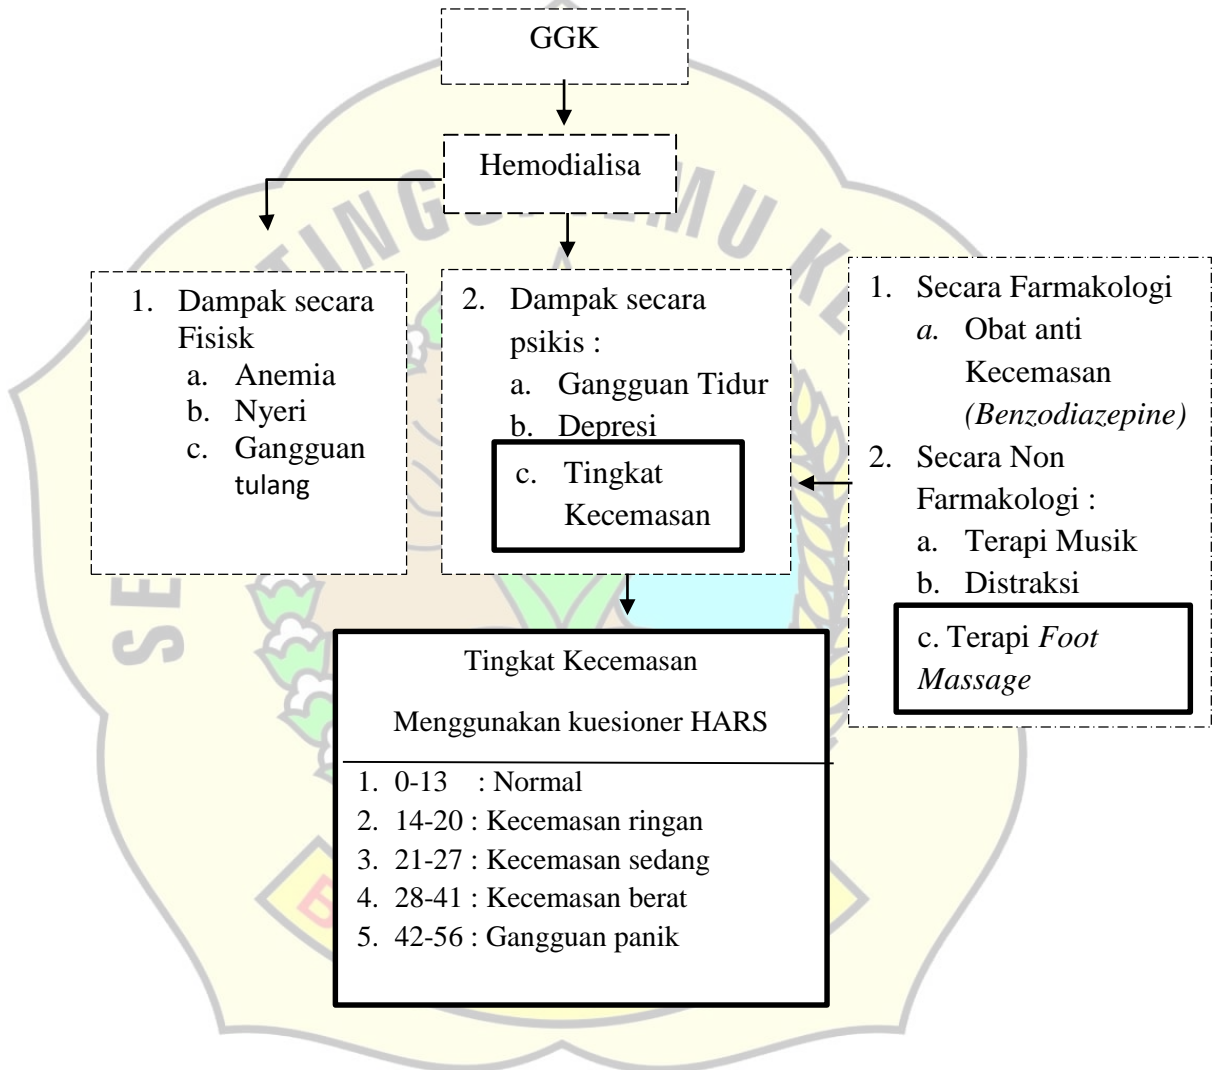 GGK
Hemodialisa
1. Dampak secara
Fisisk
a. Anemia
b. Nyeri
c. Gangguan
tulang
2. Dampak secara
psikis :
a. Gangguan Tidur
b. Depresi
c. Tingkat
Kecemasan
1. Secara Farmakologi
a. Obat anti
Kecemasan
(Benzodiazepine)
2. Secara Non
Farmakologi :
a. Terapi Musik
b. Distraksi
c. Terapi Foot
Massage
Tingkat Kecemasan
Menggunakan kuesioner HARS
1. 0-13 : Normal
2. 14-20 : Kecemasan ringan
3. 21-27 : Kecemasan sedang
4. 28-41 : Kecemasan berat
5. 42-56 : Gangguan panik